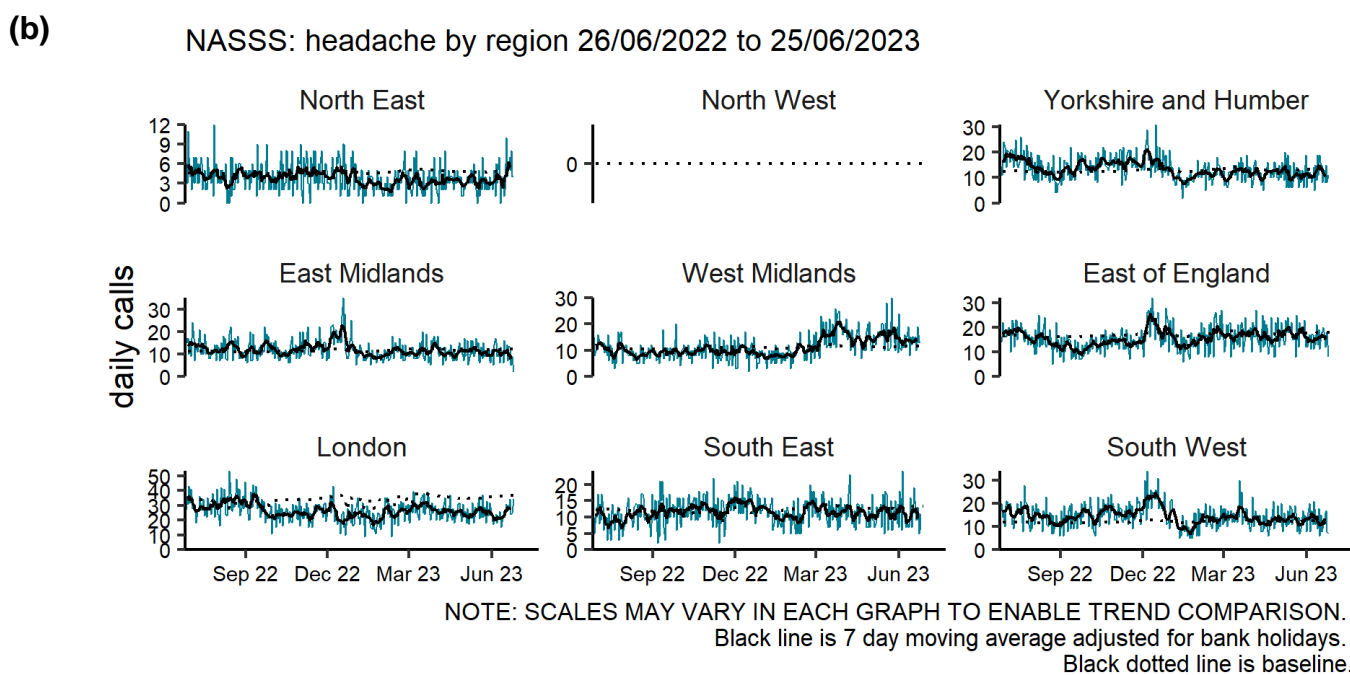 (b)
NASSS: headache by region 26/06/2022 to 25/06/2023
North East
North West
Yorkshire and Humber
12
9
6
3
0
0
30
20
10
0
East Midlands
West Midlands
East of England
daily calls
30
20
10
0
30
20
10
0
30
20
10
0
London
South East
South West
50
40
30
20
10
0
20
15
10
5
0
30
20
10
0
Sep 22 Dec 22 Mar 23 Jun 23
Sep 22 Dec 22 Mar 23 Jun 23
Sep 22 Dec 22 Mar 23 Jun 23
NOTE: SCALES MAY VARY IN EACH GRAPH TO ENABLE TREND COMPARISON.
Black line is 7 day moving average adjusted for bank holidays.
Black dotted line is baseline.